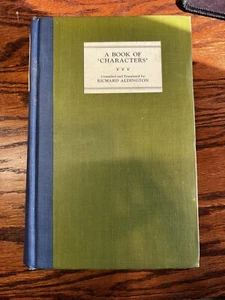 A BOOK OF
'CHARACTERS'
Compiled and Translated by
RICHARD ALDINGTON